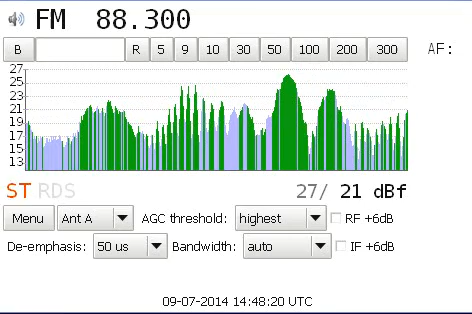 FM 88.300
B R 5 9 10 30 50 100 200 300 AF:
27
25
23
21
19
17
15
13
ST RDS 27/ 21 dBf
Menu Ant A AGC threshold: highest RF +6dB
De-emphasis: 50 us Bandwidth: auto IF +6dB
09-07-2014 14:48:20 UTC